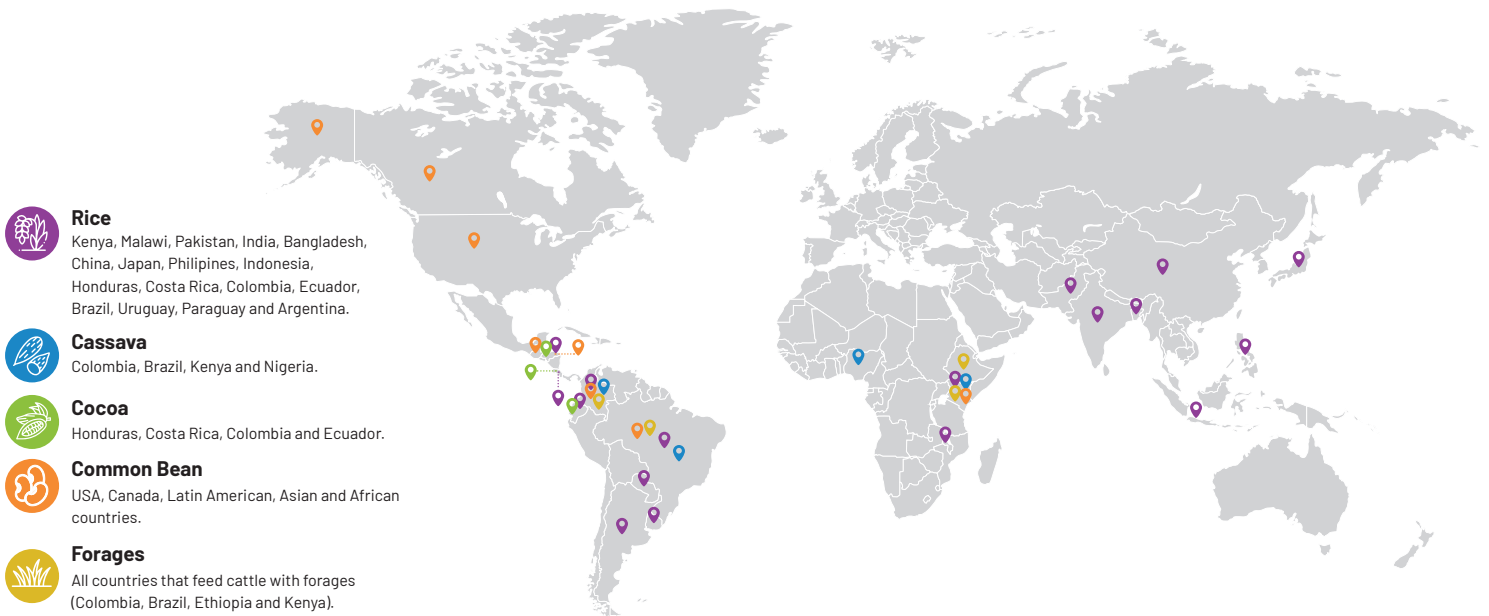 Rice
Kenya, Malawi, Pakistan, India, Bangladesh,
China, Japan, Philipines, Indonesia,
Honduras, Costa Rica, Colombia, Ecuador,
Brazil, Uruguay, Paraguay and Argentina.
Cassava
Colombia, Brazil, Kenya and Nigeria.
Cocoa
Honduras, Costa Rica, Colombia and Ecuador.
Common Bean
USA, Canada, Latin American, Asian and African
countries.
Forages
All countries that feed cattle with forages
(Colombia, Brazil, Ethiopia and Kenya).